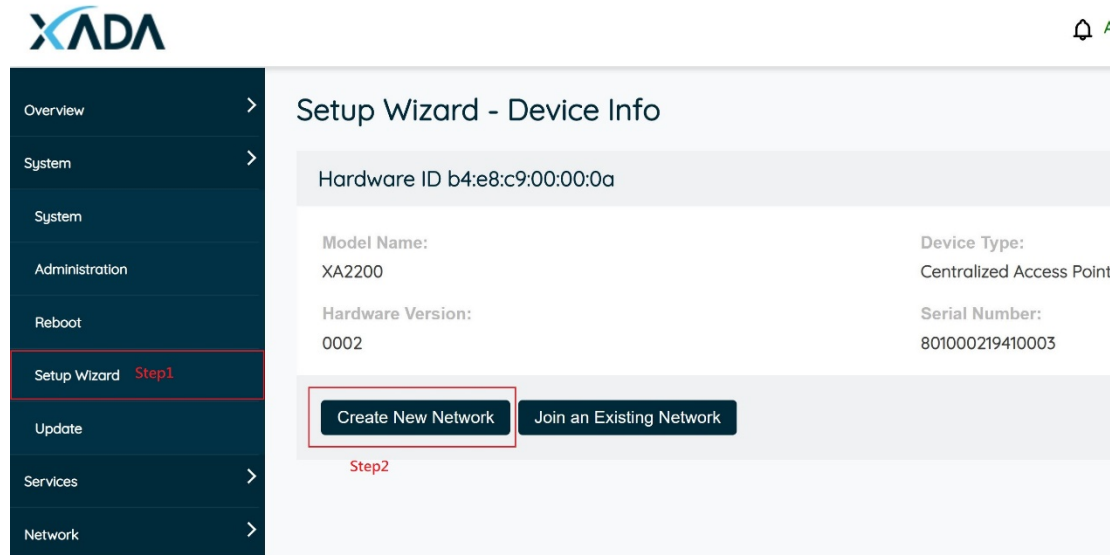 XADA
A
Overview
System
System
Administration
Reboot
Setup Wizard Step1
Update
Services
Network
Setup Wizard - Device Info
Hardware ID b4:e8:c9:00:00:0a
Model Name: Device Type:
XA2200 Centralized Access Point
Hardware Version: Serial Number:
0002 801000219410003
Create New Network Join an Existing Network
Step2